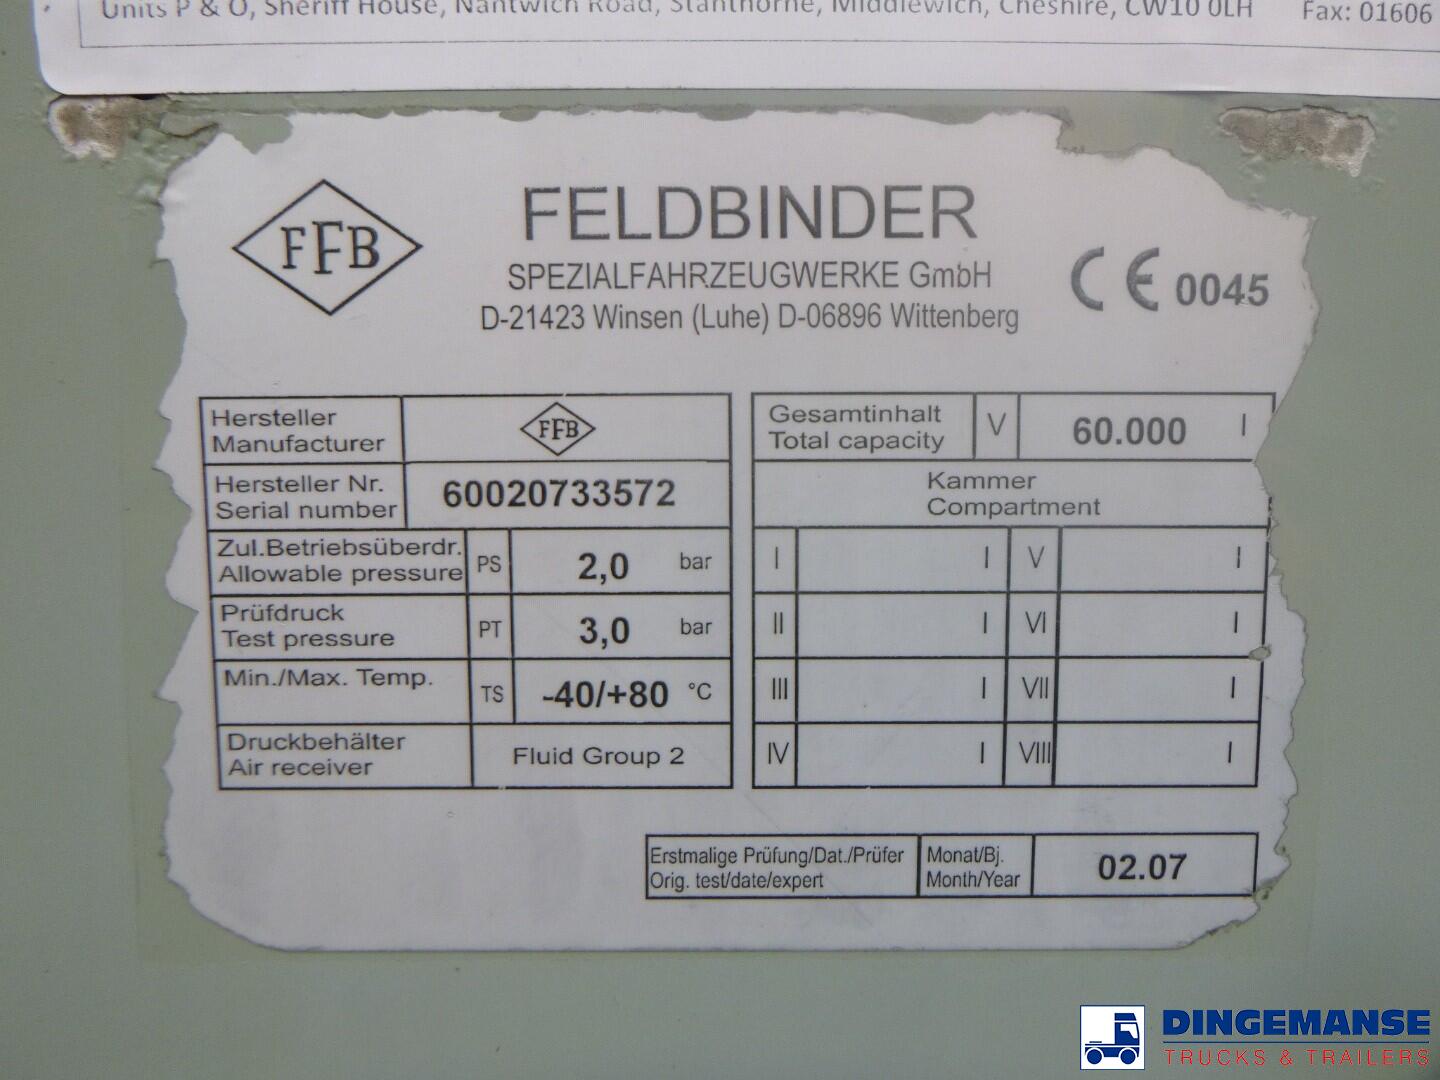 Units P & O, Sheriff House, Nantwich Road, Stanthorne, Middlewich, Cheshire, CW10 0LH Fax: 01606
FFB
FELDBINDER
SPEZIALFAHRZEUGWERKE GmbH
D-21423 Winsen (Luhe) D-06896 Wittenberg
CE 0045
Hersteller
Manufacturer
FFB
Hersteller Nr.
Serial number
60020733572
Zul.Betriebsüberdr.
Allowable pressure
PS 2,0 bar
Prüfdruck
Test pressure
PT 3,0 bar
Min./Max. Temp.
TS -40/+80 °C
Druckbehälter
Air receiver
Fluid Group 2
Gesamtinhalt
Total capacity
V 60.000 l
Kammer
Compartment
I l V l
II l VI l
III l VII l
IV l VIII l
Erstmalige Prüfung/Dat./Prüfer
Orig. test/date/expert
Monat/Bj.
Month/Year
02.07
DINGEMANSE
TRUCKS & TRAILERS